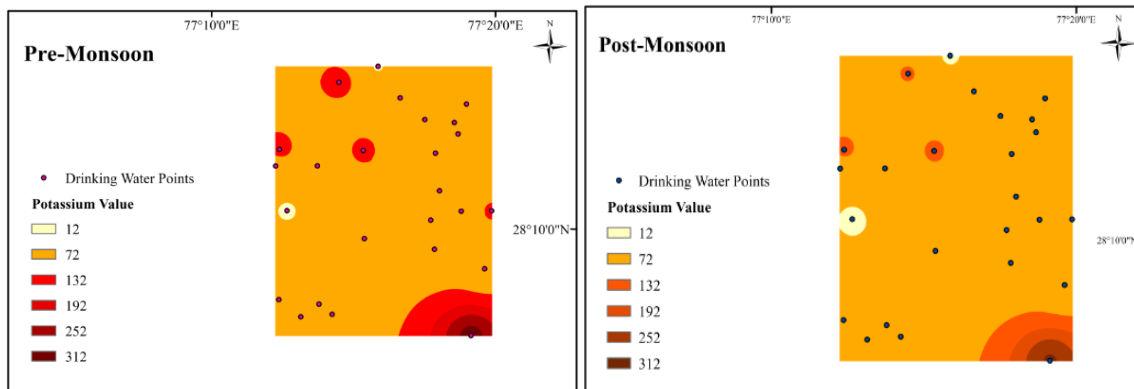 77°10'0"E
77°20'0"E
N
Pre-Monsoon
Drinking Water Points
Potassium Value
12
72
132
192
252
312
28°10'0"N
77°10'0"E
77°20'0"E
N
Post-Monsoon
Drinking Water Points
Potassium Value
12
72
132
192
252
312
28°10'0"N